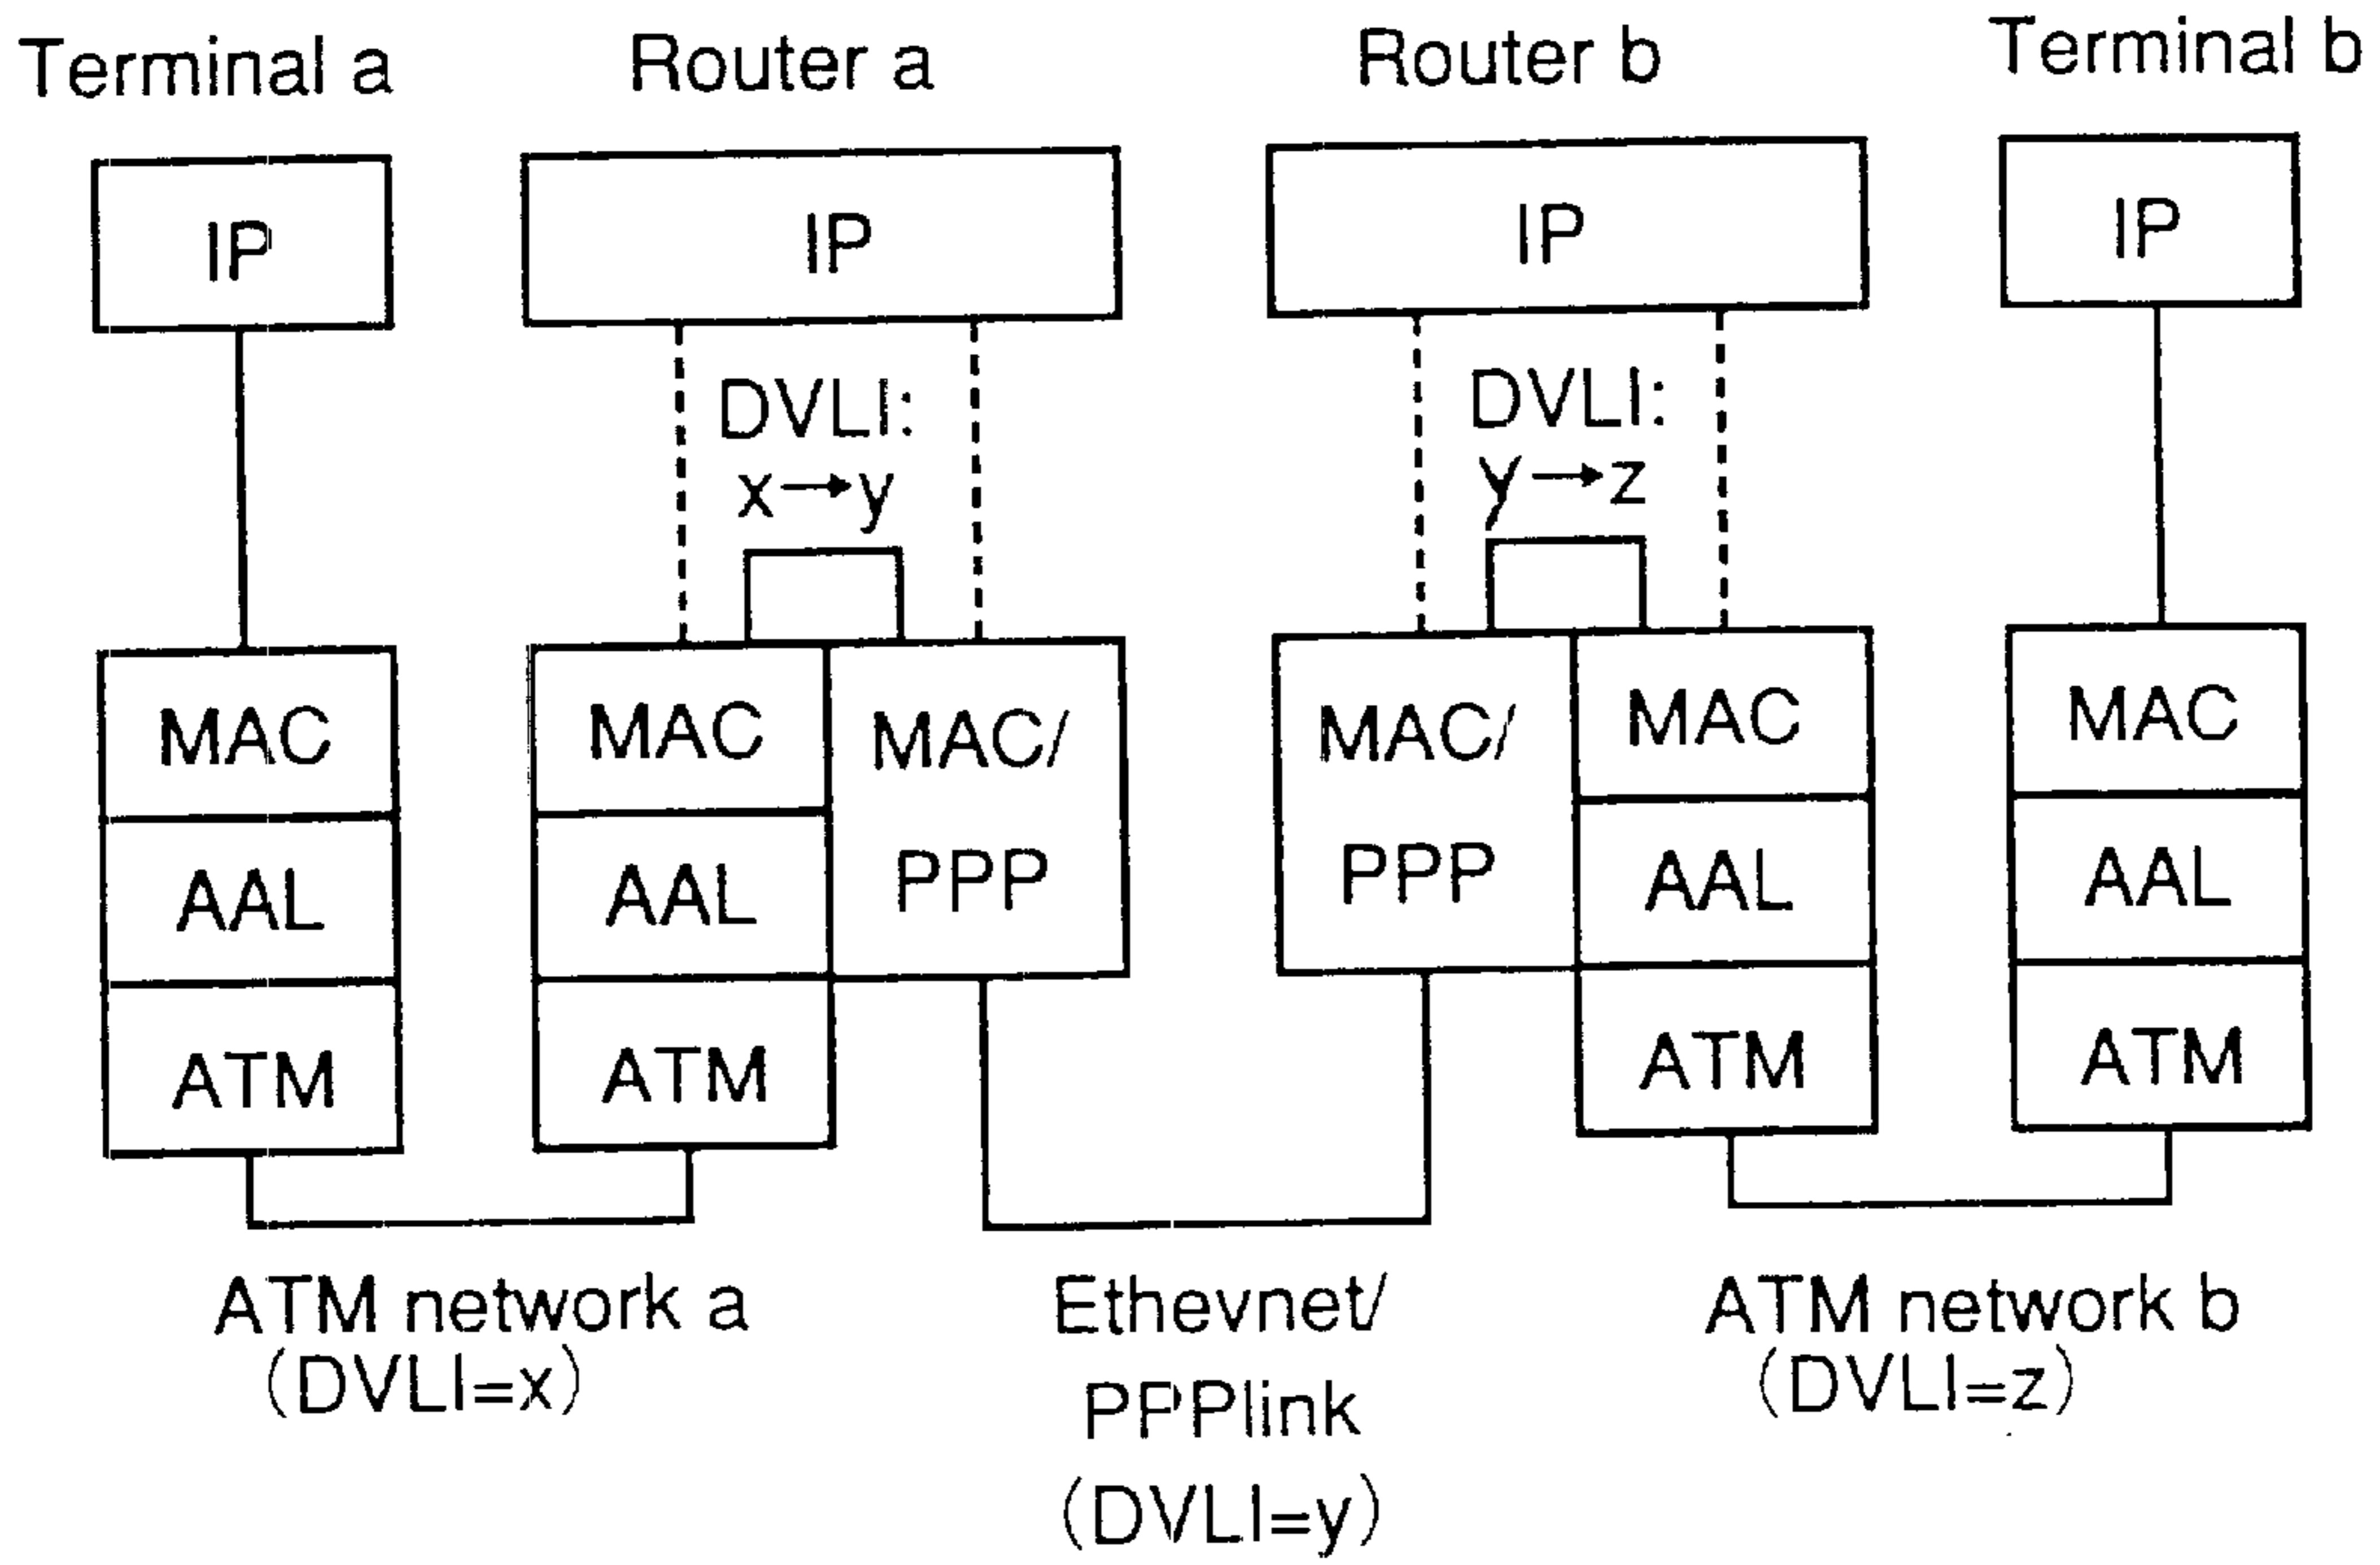 Terminal a
Router a
Router b
Terminal b
IP
IP
IP
IP
DVLI:
x→y
DVLI:
y→z
MAC
AAL
ATM
MAC
AAL
ATM
MAC/
PPP
MAC/
PPP
MAC
AAL
ATM
MAC
AAL
ATM
ATM network a
(DVLI=x)
Ethevnet/
PPPlink
(DVLI=y)
ATM network b
(DVLI=z)